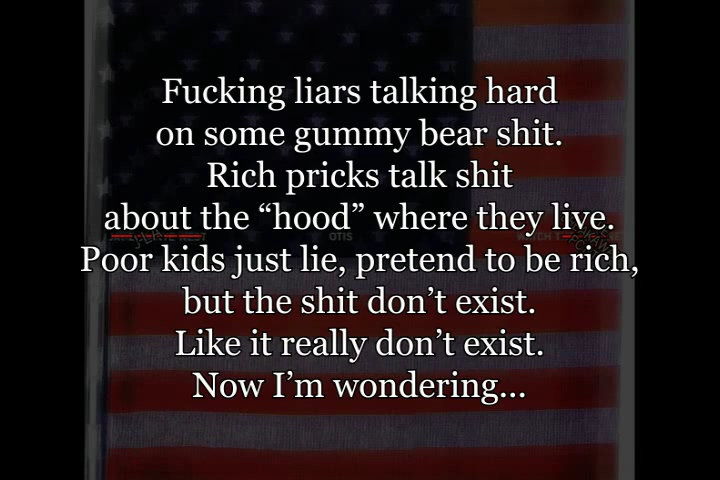 Fucking liars talking hard
on some gummy bear shit.
Rich pricks talk shit
about the “hood” where they live.
OTIS
Poor kids just lie, pretend to be rich,
but the shit don’t exist.
Like it really don’t exist.
Now I’m wondering...